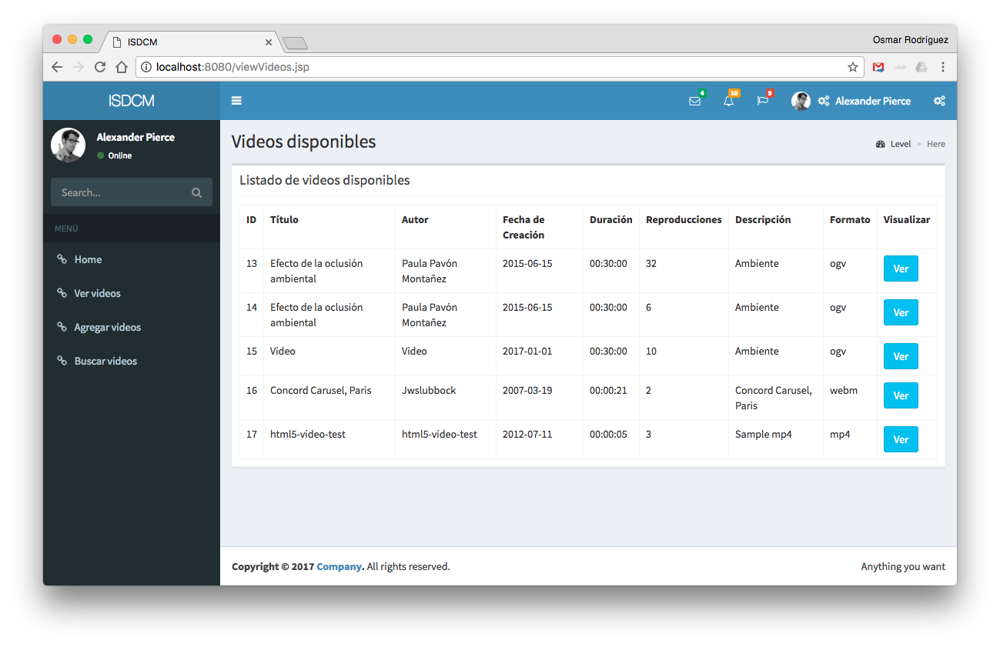 ISDCM
Osmar Rodríguez
localhost:8080/viewVideos.jsp
ISDCM
4
10
9
Alexander Pierce
Alexander Pierce
Online
Search...
MENÚ
Home
Ver videos
Agregar videos
Buscar videos
Videos disponibles
Level > Here
Listado de videos disponibles
ID Título Autor Fecha de Creación Duración Reproducciones Descripción Formato Visualizar
13 Efecto de la oclusión ambiental Paula Pavón Montañez 2015-06-15 00:30:00 32 Ambiente ogv Ver
14 Efecto de la oclusión ambiental Paula Pavón Montañez 2015-06-15 00:30:00 6 Ambiente ogv Ver
15 Video Video 2017-01-01 00:30:00 10 Ambiente ogv Ver
16 Concord Carusel, Paris Jwslubbock 2007-03-19 00:00:21 2 Concord Carusel, Paris webm Ver
17 html5-video-test html5-video-test 2012-07-11 00:00:05 3 Sample mp4 mp4 Ver
Copyright © 2017 Company. All rights reserved.
Anything you want